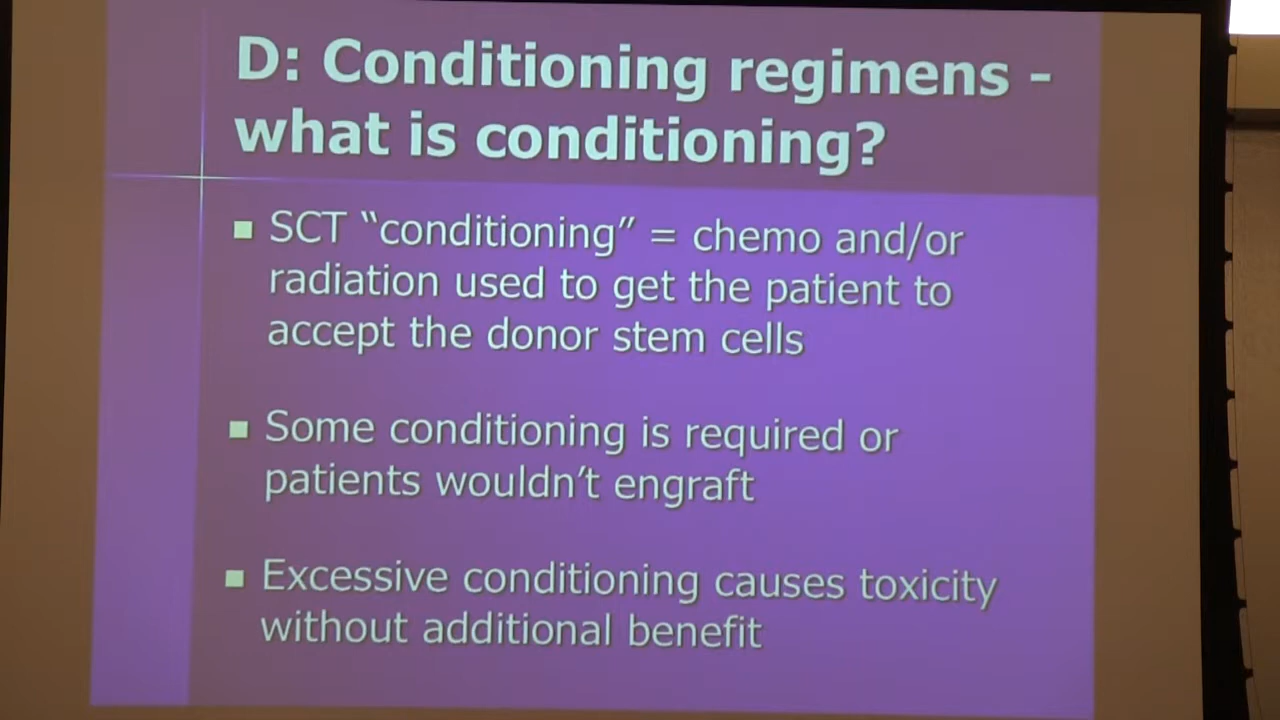 D: Conditioning regimens -
what is conditioning?
■ SCT “conditioning” = chemo and/or
radiation used to get the patient to
accept the donor stem cells
■ Some conditioning is required or
patients wouldn’t engraft
■ Excessive conditioning causes toxicity
without additional benefit